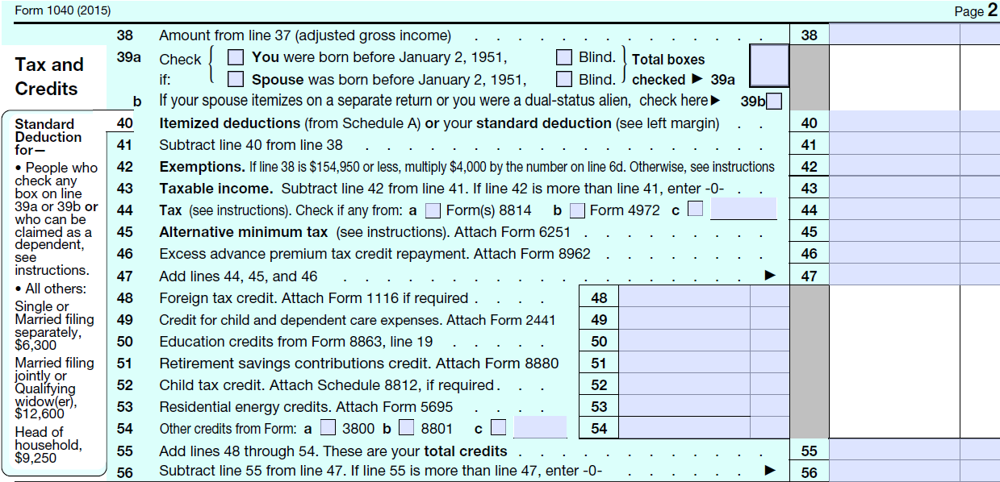 Form 1040 (2015) Page 2
Tax and
Credits
38 Amount from line 37 (adjusted gross income) . . . . . . . . . . . . . . 38
39a Check if: { You were born before January 2, 1951, Blind. } Total boxes
Spouse was born before January 2, 1951, Blind. checked ▶ 39a
b If your spouse itemizes on a separate return or you were a dual-status alien, check here ▶ 39b
Standard
Deduction
for—
• People who
check any
box on line
39a or 39b or
who can be
claimed as a
dependent,
see
instructions.
• All others:
Single or
Married filing
separately,
$6,300
Married filing
jointly or
Qualifying
widow(er),
$12,600
Head of
household,
$9,250
40 Itemized deductions (from Schedule A) or your standard deduction (see left margin) . . 40
41 Subtract line 40 from line 38 . . . . . . . . . . . . . . . . . . . 41
42 Exemptions. If line 38 is $154,950 or less, multiply $4,000 by the number on line 6d. Otherwise, see instructions 42
43 Taxable income. Subtract line 42 from line 41. If line 42 is more than line 41, enter -0- . . 43
44 Tax (see instructions). Check if any from: a Form(s) 8814 b Form 4972 c 44
45 Alternative minimum tax (see instructions). Attach Form 6251 . . . . . . . . . 45
46 Excess advance premium tax credit repayment. Attach Form 8962 . . . . . . . . 46
47 Add lines 44, 45, and 46 . . . . . . . . . . . . . . . . . . . ▶ 47
48 Foreign tax credit. Attach Form 1116 if required . . . . 48
49 Credit for child and dependent care expenses. Attach Form 2441 49
50 Education credits from Form 8863, line 19 . . . . . 50
51 Retirement savings contributions credit. Attach Form 8880 51
52 Child tax credit. Attach Schedule 8812, if required . . . 52
53 Residential energy credits. Attach Form 5695 . . . . 53
54 Other credits from Form: a 3800 b 8801 c 54
55 Add lines 48 through 54. These are your total credits . . . . . . . . . . . . 55
56 Subtract line 55 from line 47. If line 55 is more than line 47, enter -0- . . . . . . ▶ 56